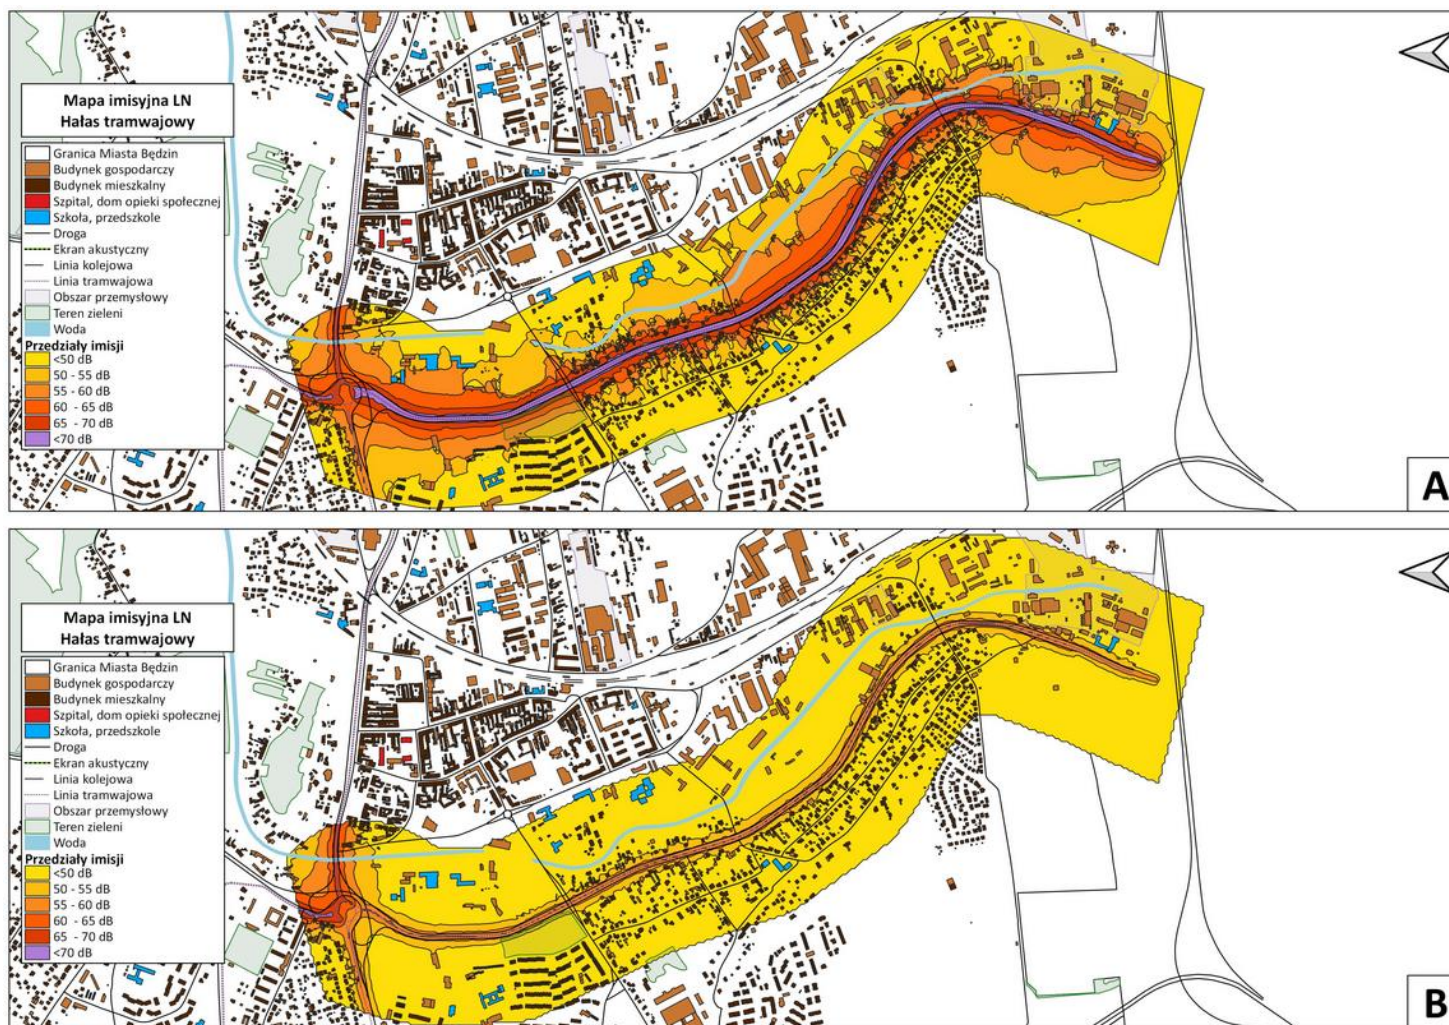 Mapa imisyjna LN
Hałas tramwajowy
Granica Miasta Będzin
Budynek gospodarczy
Budynek mieszkalny
Szpital, dom opieki społecznej
Szkoła, przedszkole
Droga
Ekran akustyczny
Linia kolejowa
Linia tramwajowa
Obszar przemysłowy
Teren zieleni
Woda
Przedziały imisji
<50 dB
50 - 55 dB
55 - 60 dB
60 - 65 dB
65 - 70 dB
<70 dB
A
Mapa imisyjna LN
Hałas tramwajowy
Granica Miasta Będzin
Budynek gospodarczy
Budynek mieszkalny
Szpital, dom opieki społecznej
Szkoła, przedszkole
Droga
Ekran akustyczny
Linia kolejowa
Linia tramwajowa
Obszar przemysłowy
Teren zieleni
Woda
Przedziały imisji
<50 dB
50 - 55 dB
55 - 60 dB
60 - 65 dB
65 - 70 dB
<70 dB
B